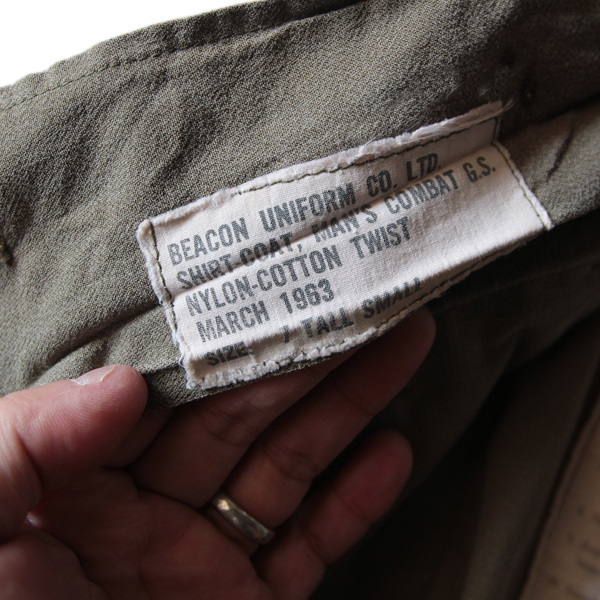 BEACON UNIFORM CO. LTD.
SHIRT-COAT, MAN'S COMBAT G.S.
NYLON-COTTON TWIST
MARCH 1963
SIZE. 7 TALL SMALL